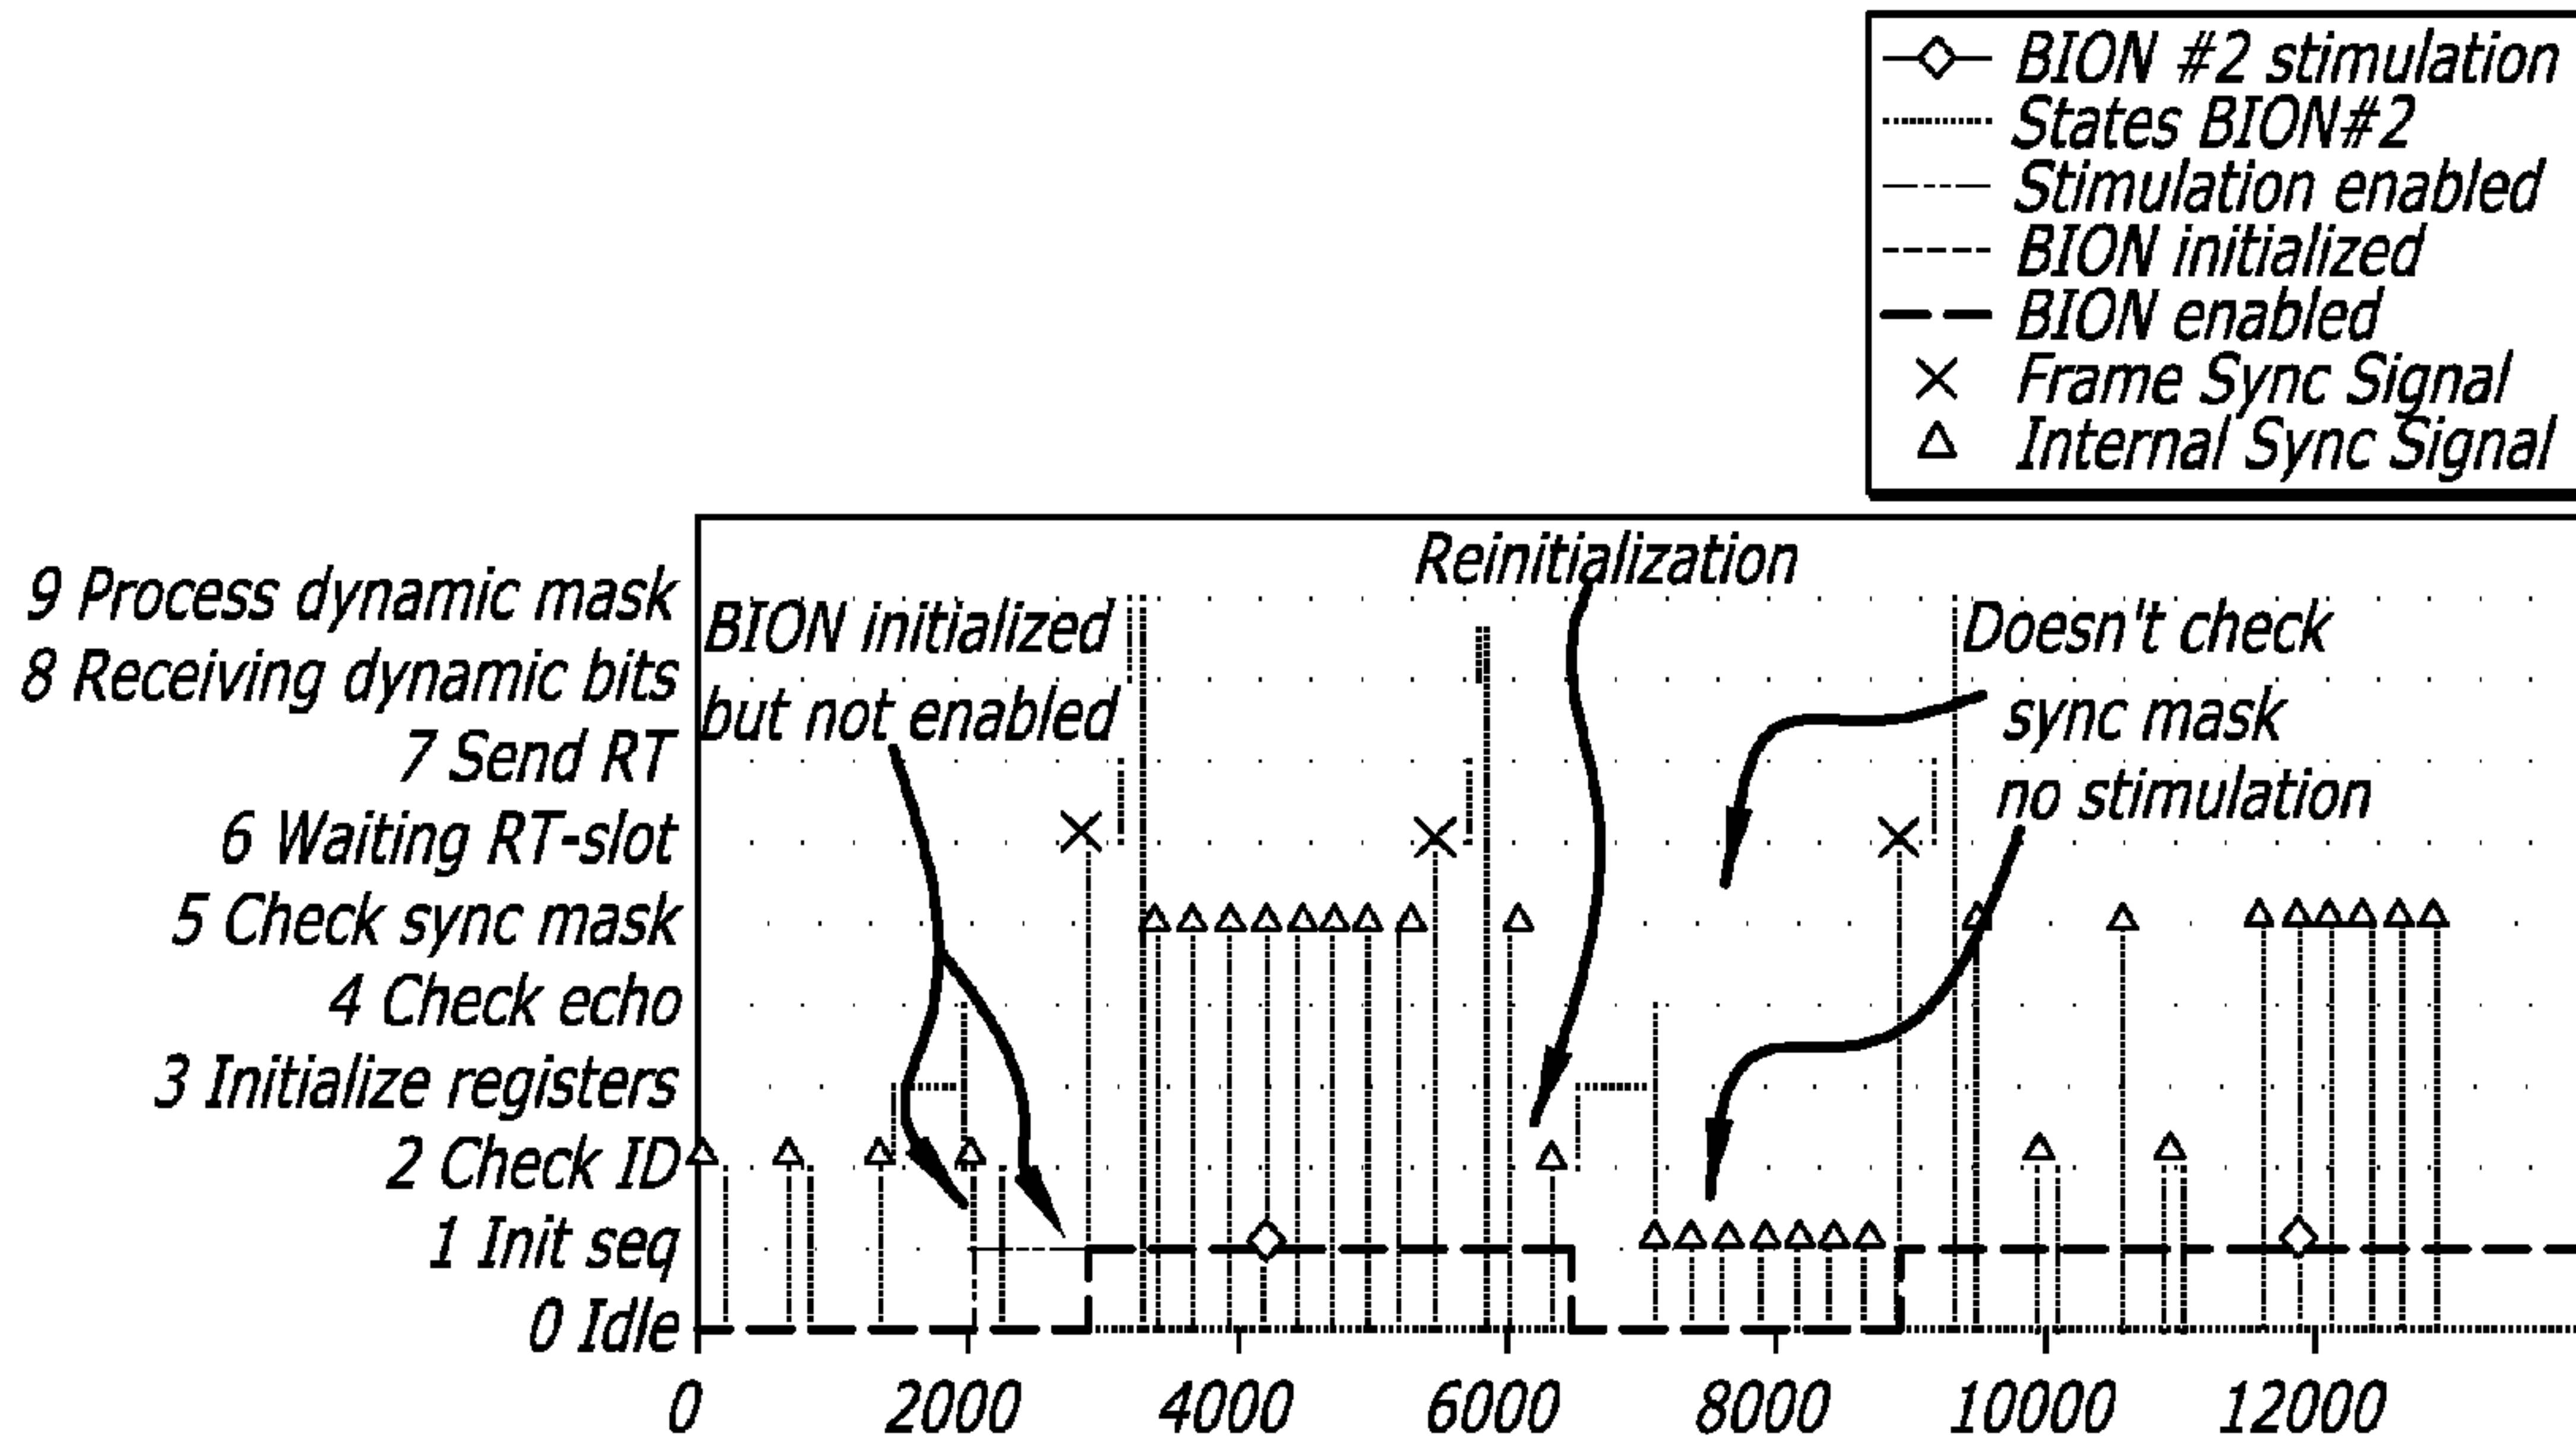 BION #2 stimulation
States BION#2
Stimulation enabled
BION initialized
BION enabled
Frame Sync Signal
Internal Sync Signal
Reinitialization
9 Process dynamic mask
BION initialized
Doesn't check
8 Receiving dynamic bits
but not enabled
sync mask
7 Send RT
no stimulation
6 Waiting RT-slot
5 Check sync mask
4 Check echo
3 Initialize registers
2 Check ID
1 Init seq
0 Idle
0 2000 4000 6000 8000 10000 12000